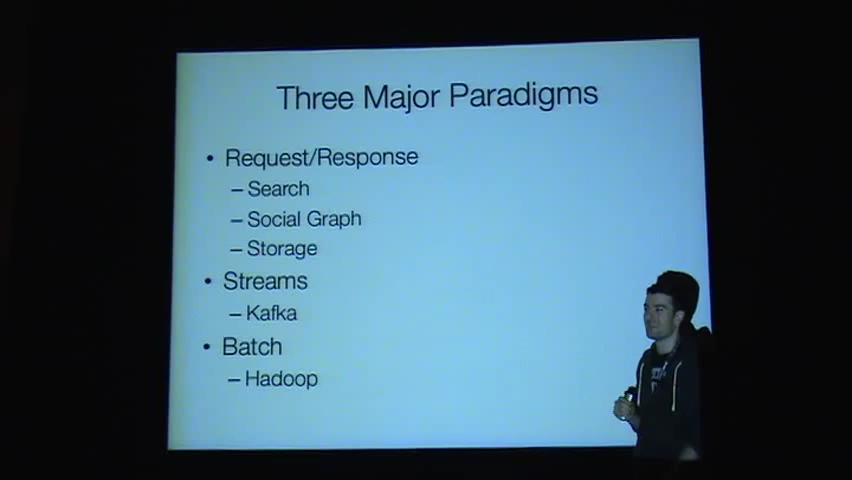 Three Major Paradigms
• Request/Response
– Search
– Social Graph
– Storage
• Streams
– Kafka
• Batch
– Hadoop